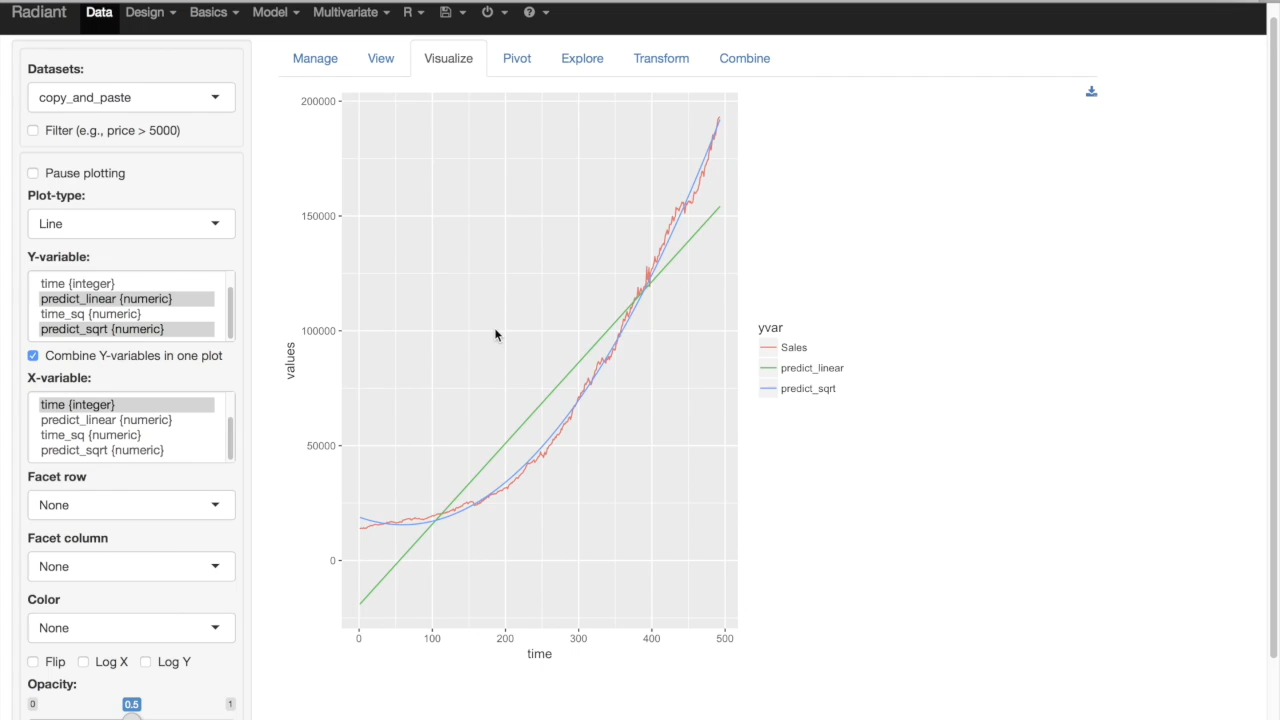 Radiant Data Design Basics Model Multivariate R
Datasets:
copy_and_paste
Filter (e.g., price > 5000)
Pause plotting
Plot-type:
Line
Y-variable:
time {integer}
predict_linear {numeric}
time_sq {numeric}
predict_sqrt {numeric}
Combine Y-variables in one plot
X-variable:
time {integer}
predict_linear {numeric}
time_sq {numeric}
predict_sqrt {numeric}
Facet row
None
Facet column
None
Color
None
Flip Log X Log Y
Opacity:
0 0.5 1
Manage View Visualize Pivot Explore Transform Combine
200000
150000
100000
50000
0
values
0 100 200 300 400 500
time
yvar
Sales
predict_linear
predict_sqrt